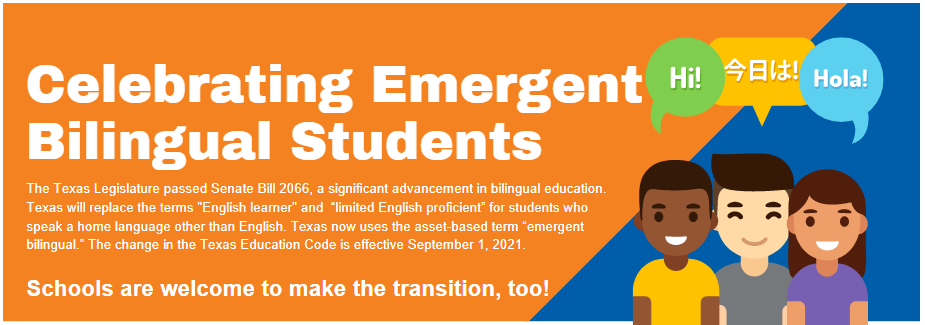 Celebrating Emergent
Bilingual Students
The Texas Legislature passed Senate Bill 2066, a significant advancement in bilingual education.
Texas will replace the terms "English learner" and “limited English proficient” for students who
speak a home language other than English. Texas now uses the asset-based term “emergent
bilingual.” The change in the Texas Education Code is effective September 1, 2021.
Schools are welcome to make the transition, too!
Hi!
今日は!
Hola!